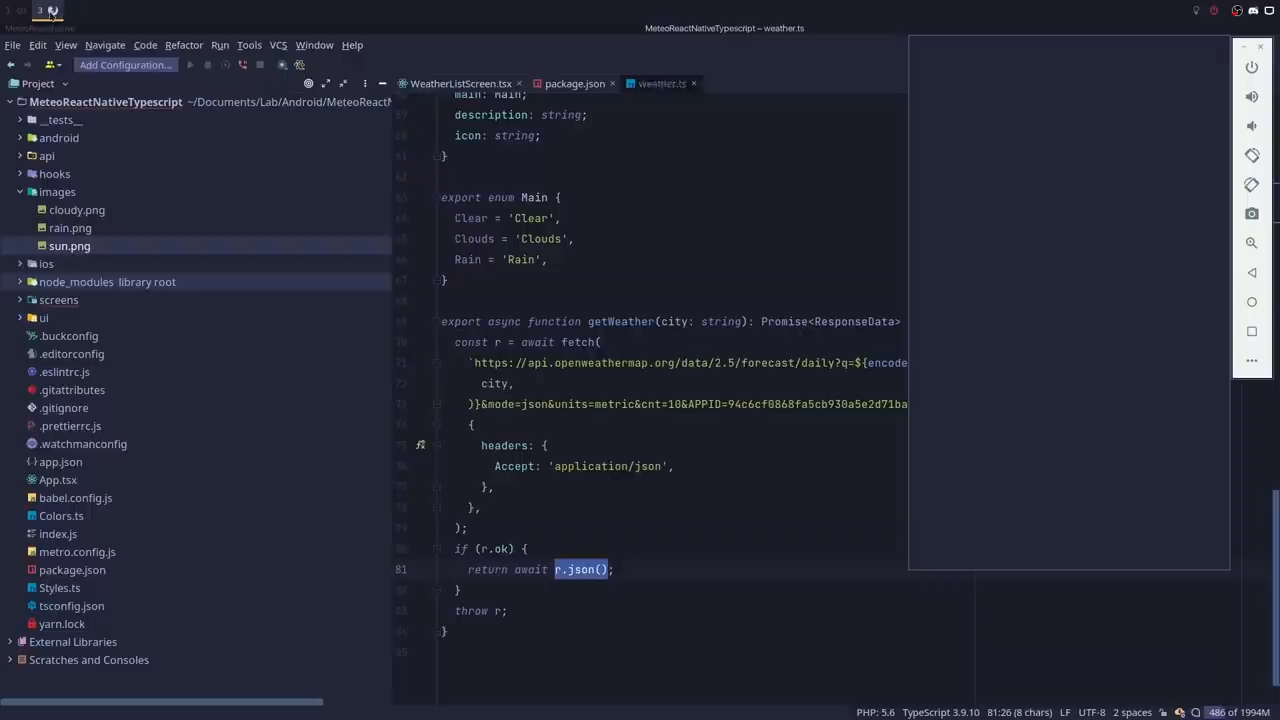 1
3
MeteoReactNativeTypescript – weather.ts
File Edit View Navigate Code Refactor Run Tools VCS Window Help
Add Configuration...
Project
WeatherListScreen.tsx
package.json
weather.ts
MeteoReactNativeTypescript ~/Documents/Lab/Android/MeteoReactN
__tests__
android
api
hooks
images
cloudy.png
rain.png
sun.png
ios
node_modules library root
screens
ui
.buckconfig
.editorconfig
.eslintrc.js
.gitattributes
.gitignore
.prettierrc.js
.watchmanconfig
app.json
App.tsx
babel.config.js
Colors.ts
index.js
metro.config.js
package.json
Styles.ts
tsconfig.json
yarn.lock
External Libraries
Scratches and Consoles
main: Main;
description: string;
icon: string;
}
export enum Main {
Clear = 'Clear',
Clouds = 'Clouds',
Rain = 'Rain',
}
export async function getWeather(city: string): Promise<ResponseData>
const r = await fetch(
`https://api.openweathermap.org/data/2.5/forecast/daily?q=${encode
city,
)}&mode=json&units=metric&cnt=10&APPID=94c6cf0868fa5cb930a5e2d71ba
{
headers: {
Accept: 'application/json',
},
},
);
if (r.ok) {
81 return await r.json();
}
throw r;
}
PHP: 5.6 TypeScript 3.9.10 81:26 (8 chars) LF UTF-8 2 spaces 486 of 1994M